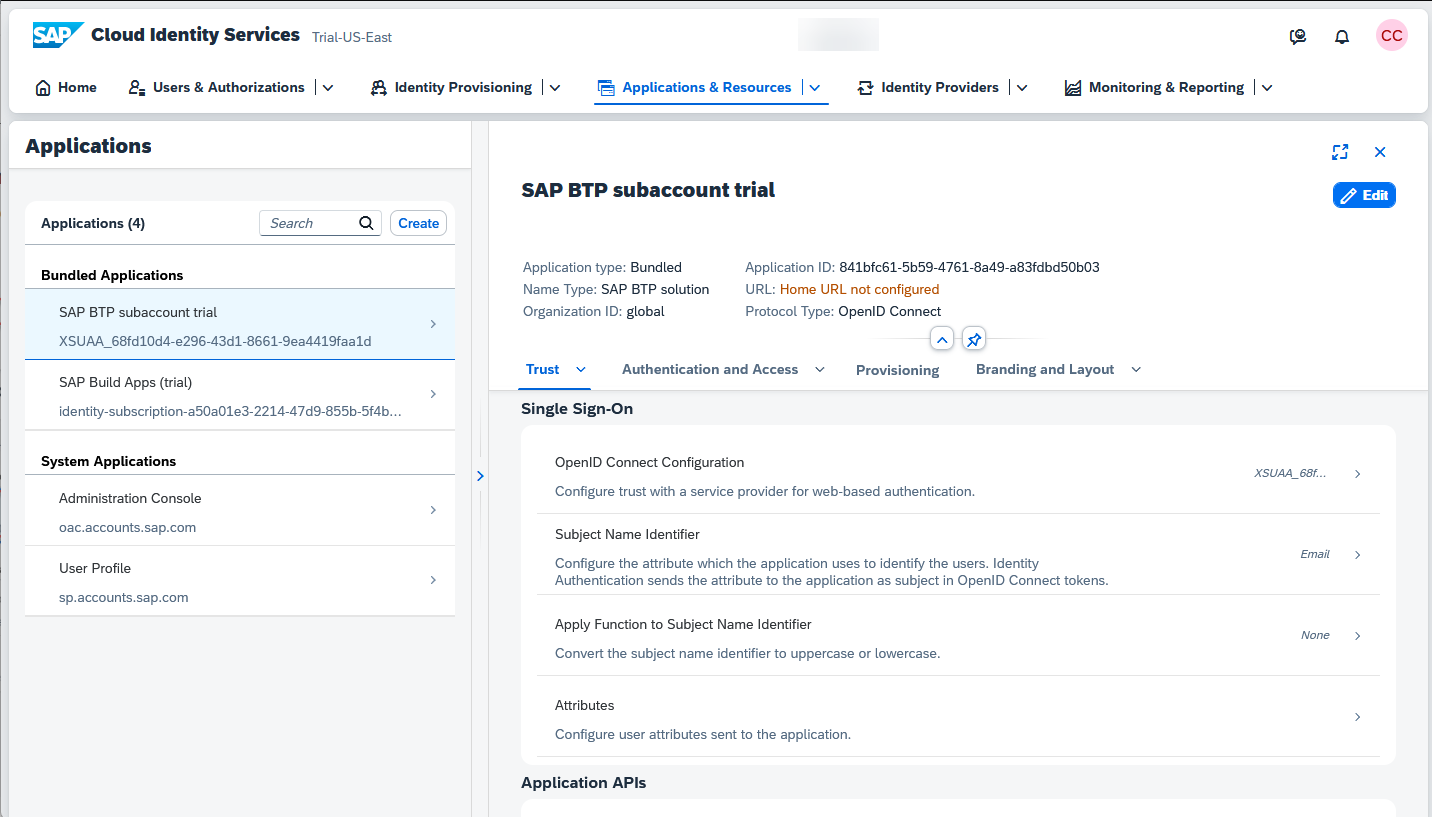 SAP Cloud Identity Services Trial-US-East
CC
Home Users & Authorizations Identity Provisioning Applications & Resources Identity Providers Monitoring & Reporting
Applications
Applications (4) Search Create
Bundled Applications
SAP BTP subaccount trial
XSUAA_68fd10d4-e296-43d1-8661-9ea4419faa1d
SAP Build Apps (trial)
identity-subscription-a50a01e3-2214-47d9-855b-5f4b...
System Applications
Administration Console
oac.accounts.sap.com
User Profile
sp.accounts.sap.com
SAP BTP subaccount trial
Edit
Application type: Bundled Application ID: 841bfc61-5b59-4761-8a49-a83fdbd50b03
Name Type: SAP BTP solution URL: Home URL not configured
Organization ID: global Protocol Type: OpenID Connect
Trust Authentication and Access Provisioning Branding and Layout
Single Sign-On
OpenID Connect Configuration
XSUAA_68f...
Configure trust with a service provider for web-based authentication.
Subject Name Identifier
Email
Configure the attribute which the application uses to identify the users. Identity
Authentication sends the attribute to the application as subject in OpenID Connect tokens.
Apply Function to Subject Name Identifier
None
Convert the subject name identifier to uppercase or lowercase.
Attributes
Configure user attributes sent to the application.
Application APIs